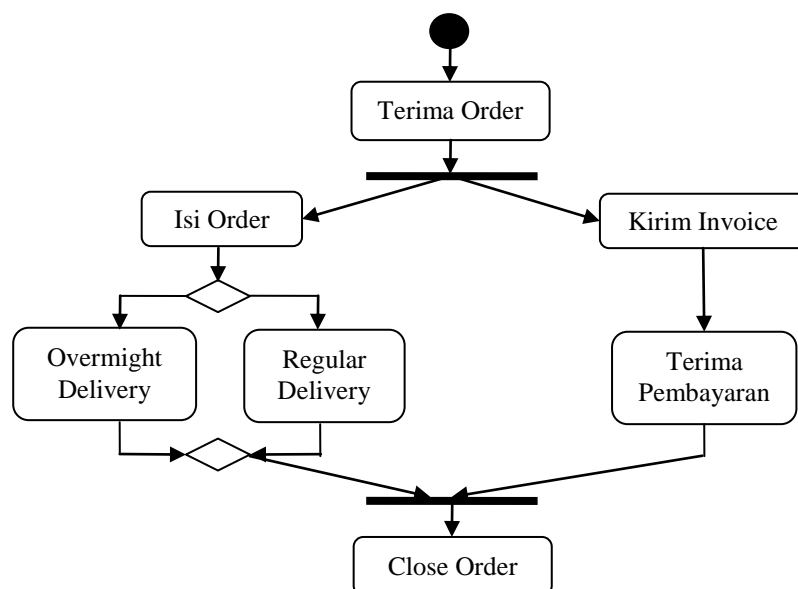 Terima Order
Isi Order
Kirim Invoice
Overmight
Delivery
Regular
Delivery
Terima
Pembayaran
Close Order